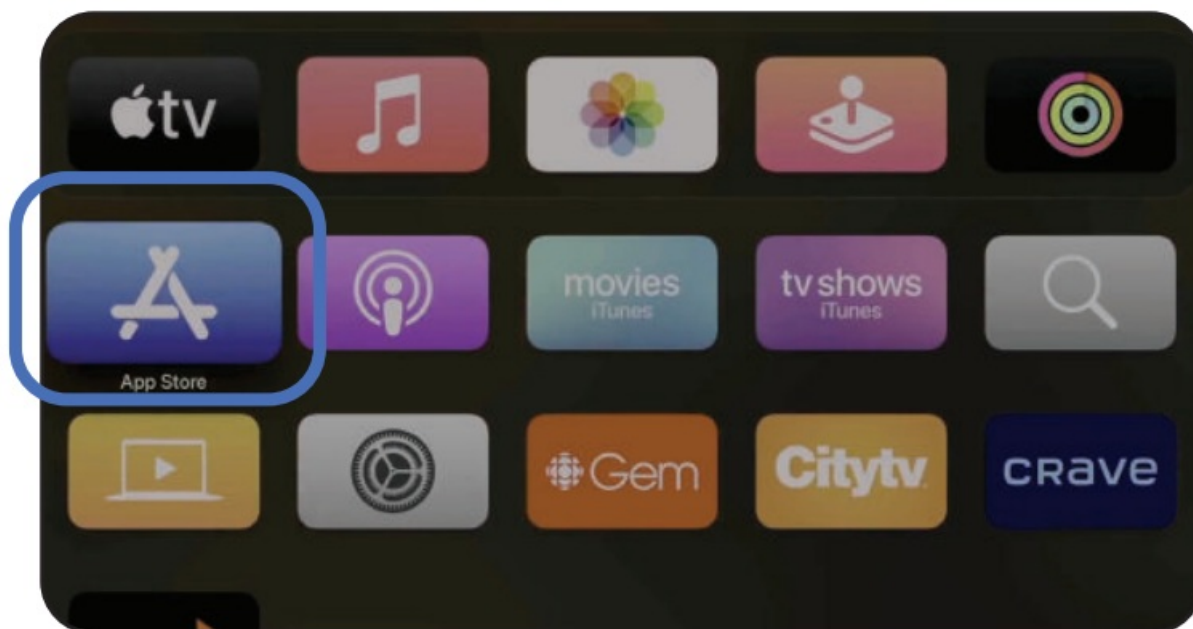 tv
movies
iTunes
tv shows
iTunes
App Store
Gem
Citytv
CRAVE